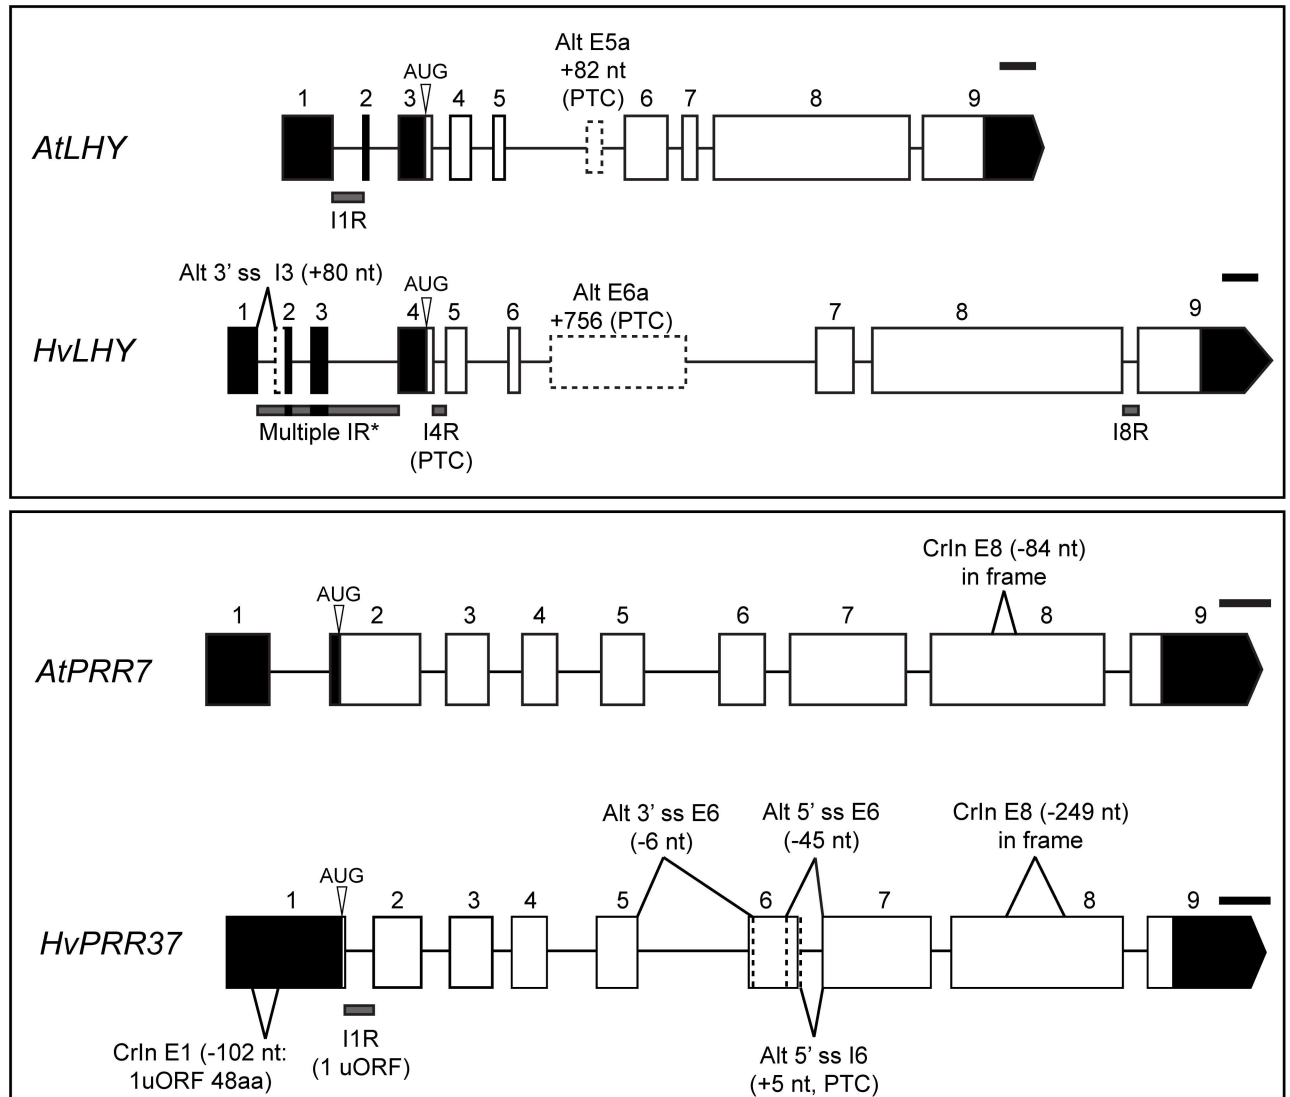 Alt E5a
+82 nt
(PTC)
AUG
1 2 3 4 5 6 7 8 9
AtLHY
I1R
Alt 3’ ss I3 (+80 nt)
AUG
Alt E6a
+756 (PTC)
1 2 3 4 5 6 7 8 9
HvLHY
Multiple IR*
I4R
(PTC)
I8R
CrIn E8 (-84 nt)
in frame
AUG
1 2 3 4 5 6 7 8 9
AtPRR7
Alt 3’ ss E6
(-6 nt)
Alt 5’ ss E6
(-45 nt)
CrIn E8 (-249 nt)
in frame
AUG
1 2 3 4 5 6 7 8 9
HvPRR37
CrIn E1 (-102 nt:
1uORF 48aa)
I1R
(1 uORF)
Alt 5’ ss I6
(+5 nt, PTC)